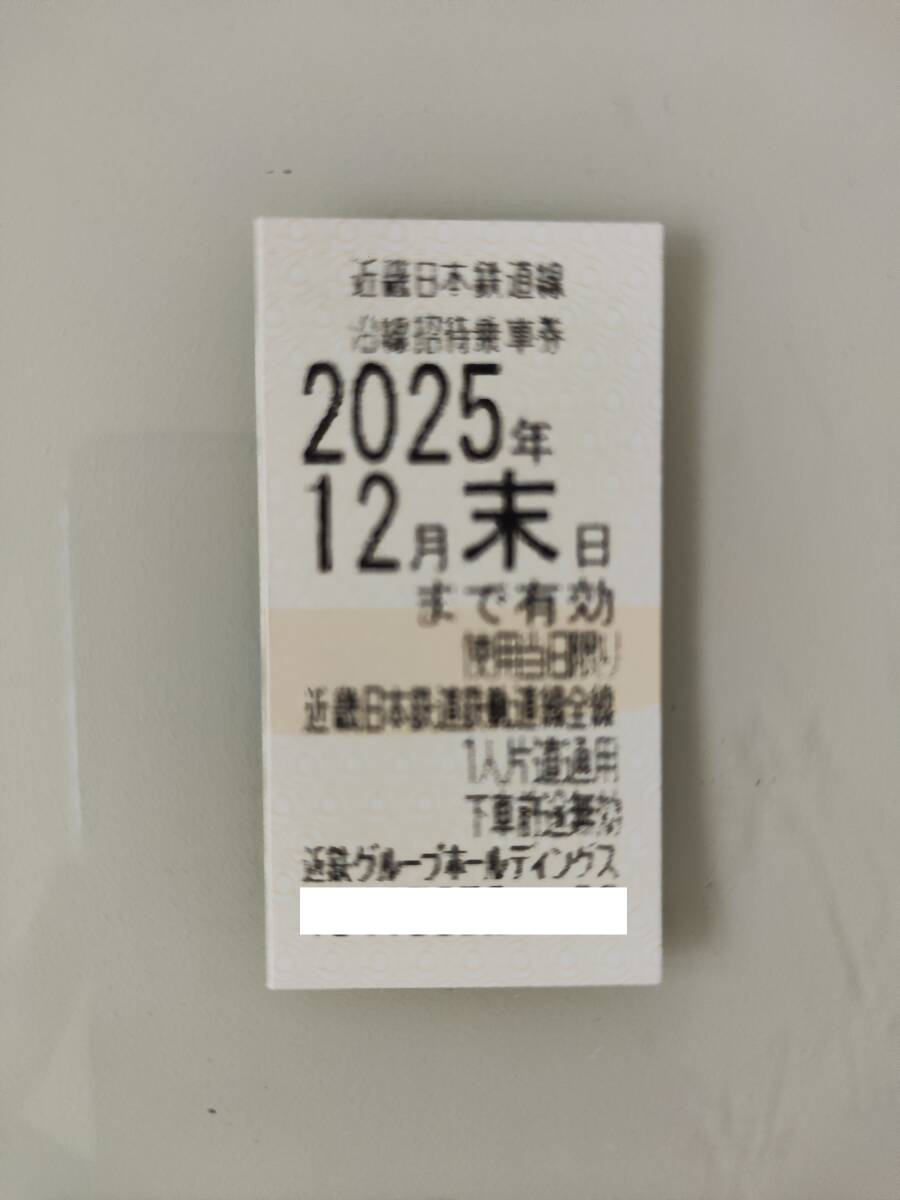 近畿日本鉄道線
沿線招待乗車券
2025年
12月末日
まで有効
使用当日限り
近畿日本鉄道鉄軌道線全線
1人片道通用
下車前途無効
近鉄グループホールディングス